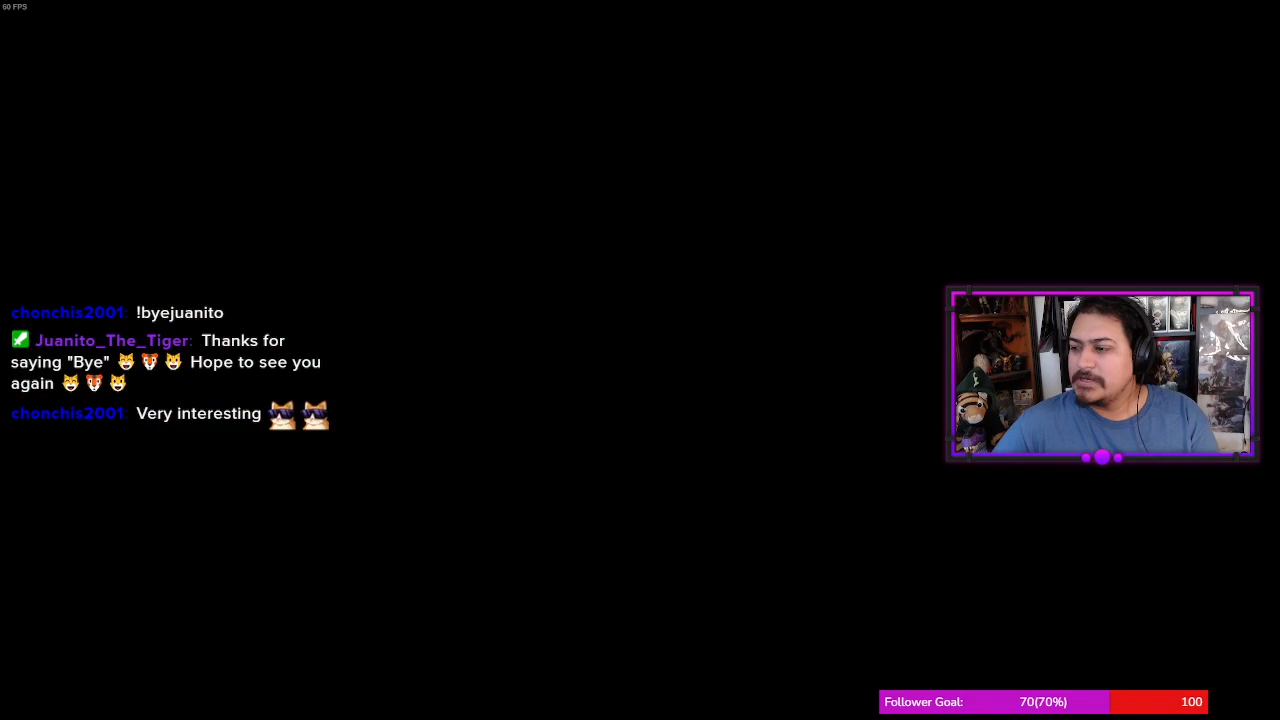 60 FPS
chonchis2001: !byejuanito
Juanito_The_Tiger: Thanks for
saying "Bye" 😸 🐯 😸 Hope to see you
again 😸 🐯 😸
chonchis2001: Very interesting
Follower Goal: 70(70%) 100